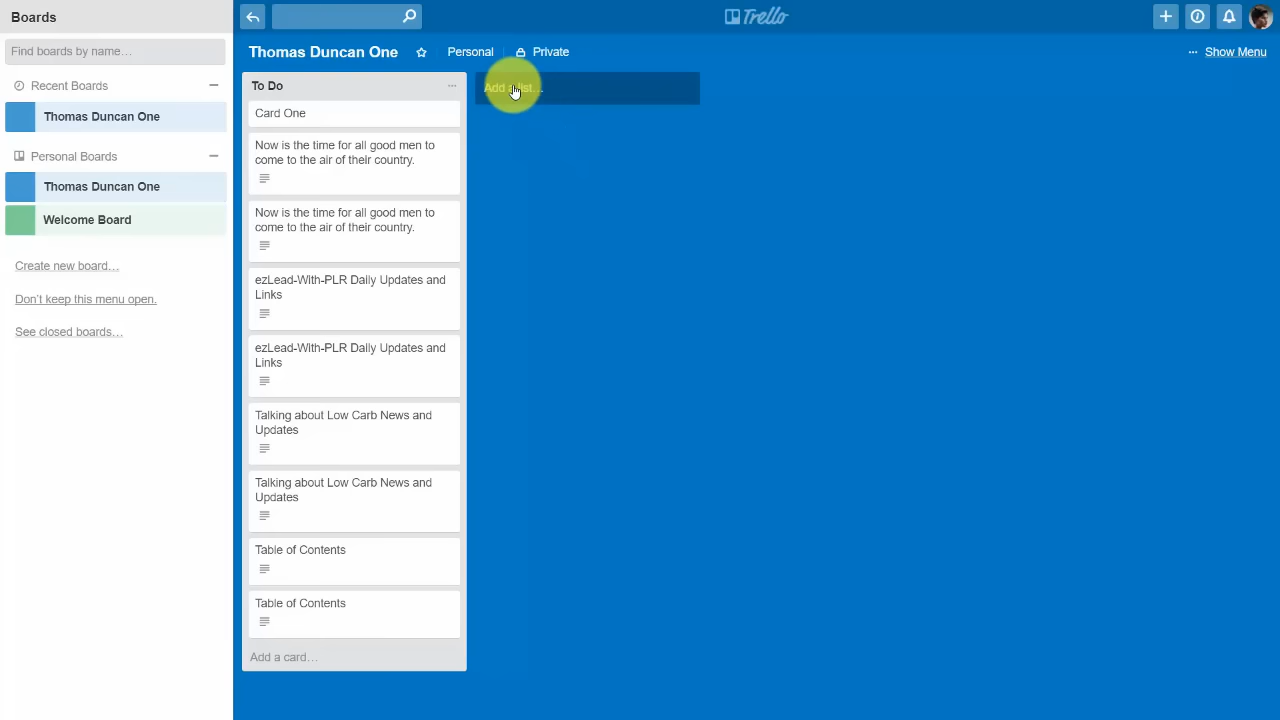 Boards
Find boards by name…
Recent Boards
Thomas Duncan One
Personal Boards
Thomas Duncan One
Welcome Board
Create new board…
Don't keep this menu open.
See closed boards…
Trello
Thomas Duncan One
Personal
Private
... Show Menu
To Do
Card One
Now is the time for all good men to
come to the air of their country.
Now is the time for all good men to
come to the air of their country.
ezLead-With-PLR Daily Updates and
Links
ezLead-With-PLR Daily Updates and
Links
Talking about Low Carb News and
Updates
Talking about Low Carb News and
Updates
Table of Contents
Table of Contents
Add a card…
Add a list…